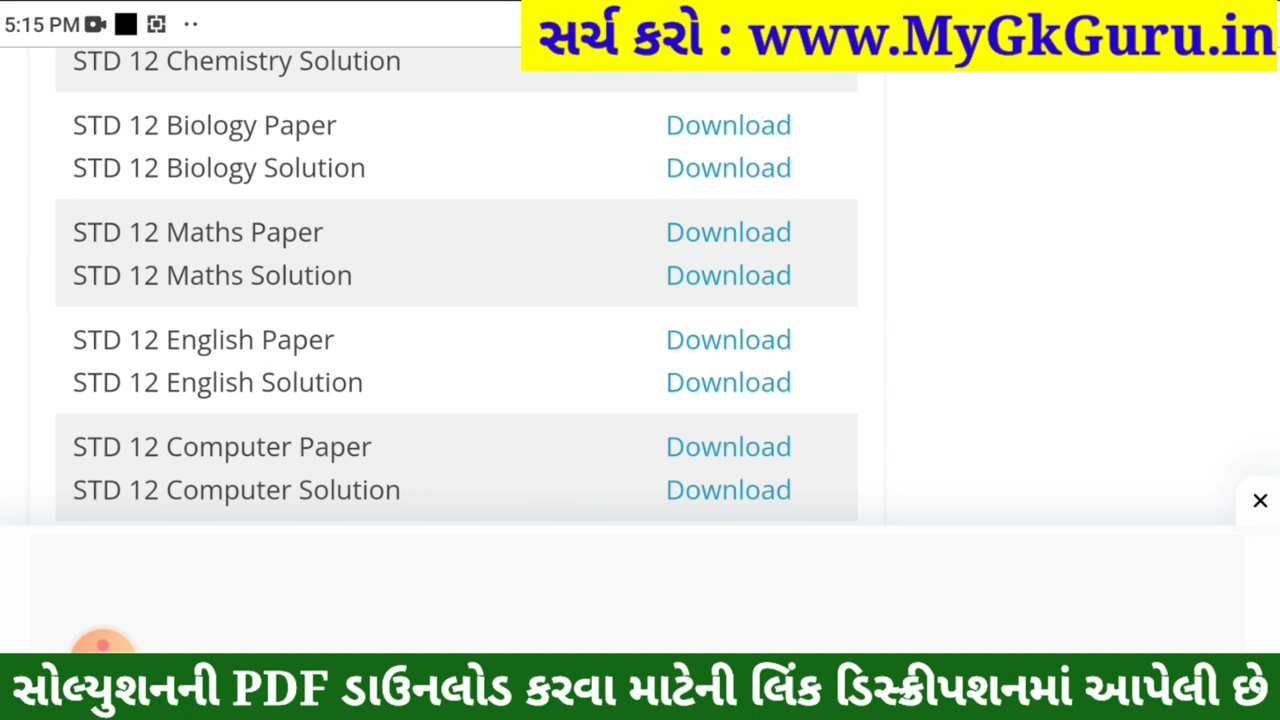 5:15 PM
સર્ચ કરો : www.MyGkGuru.in
STD 12 Chemistry Solution
STD 12 Biology Paper Download
STD 12 Biology Solution Download
STD 12 Maths Paper Download
STD 12 Maths Solution Download
STD 12 English Paper Download
STD 12 English Solution Download
STD 12 Computer Paper Download
STD 12 Computer Solution Download
સોલ્યુશનની PDF ડાઉનલોડ કરવા માટેની લિંક ડિસ્ક્રીપશનમાં આપેલી છે